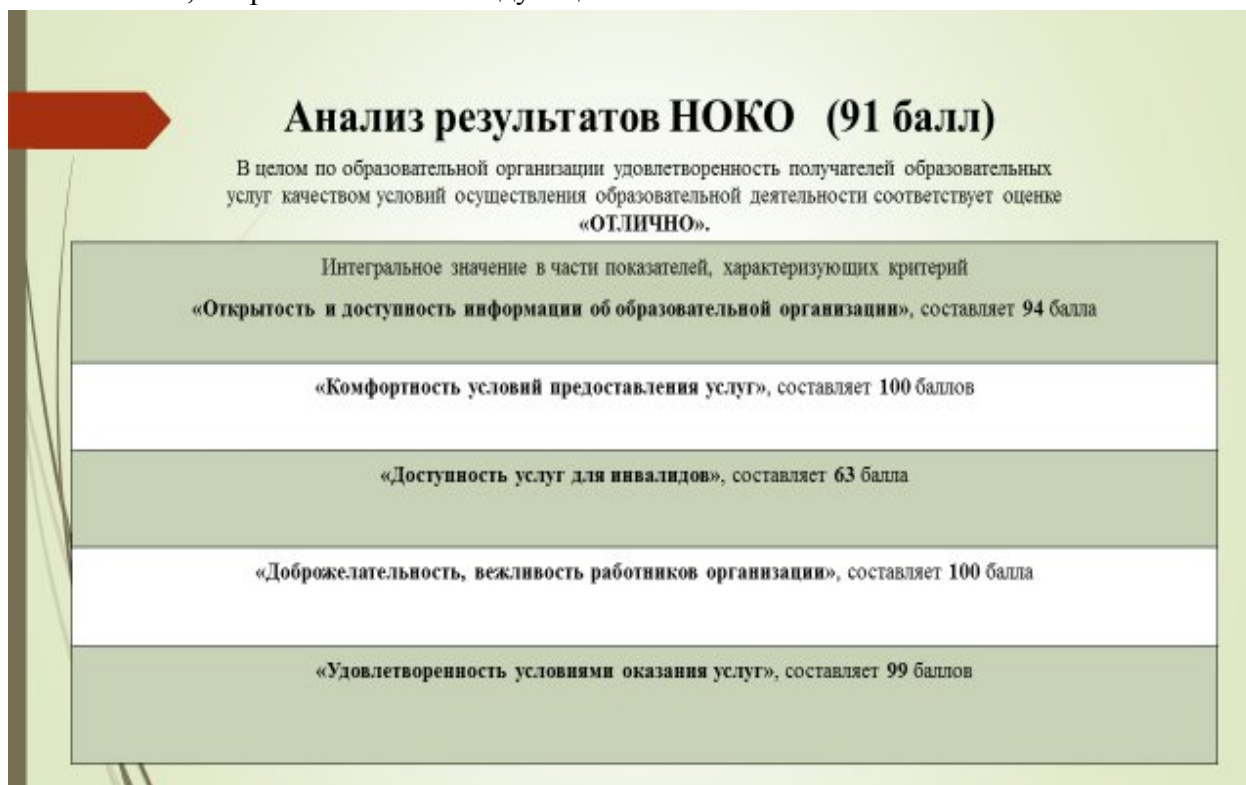 Анализ результатов НОКО (91 балл)
В целом по образовательной организации удовлетворенность получателей образовательных
услуг качеством условий осуществления образовательной деятельности соответствует оценке
«ОТЛИЧНО».
Интегральное значение в части показателей, характеризующих критерий
«Открытость и доступность информации об образовательной организации», составляет 94 балла
«Комфортность условий предоставления услуг», составляет 100 баллов
«Доступность услуг для инвалидов», составляет 63 балла
«Доброжелательность, вежливость работников организации», составляет 100 балла
«Удовлетворенность условиями оказания услуг», составляет 99 баллов